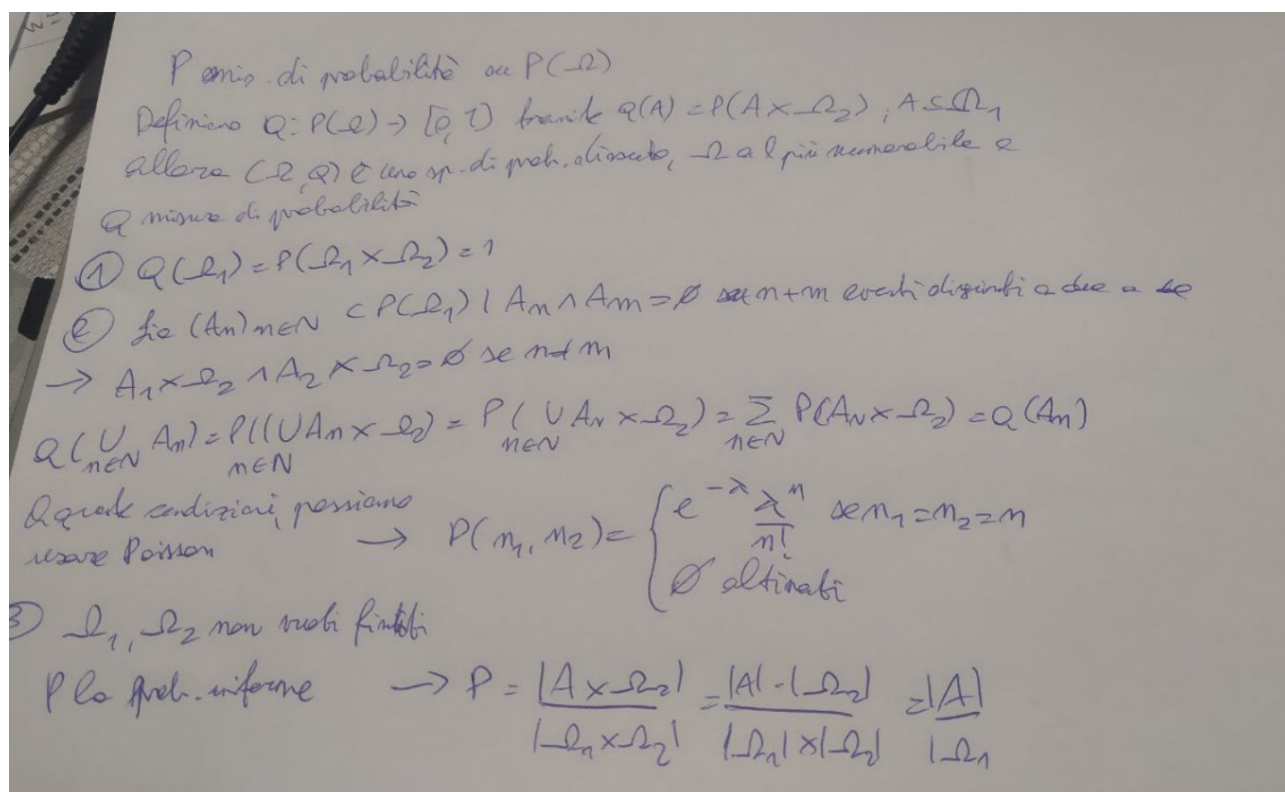 P mis. di probabilità su P(Ω)
Definiamo Q: P(Ω) → [0,1] tramite Q(A) = P(A×Ω₂), A⊆Ω₁
allora (Ω,Q) è uno sp. di prob. discreto, Ω al più numerabile e
Q misura di probabilità
① Q(Ω₁) = P(Ω₁ × Ω₂) = 1
② Sia (An)n∈N ⊂ P(Ω₁) | An ∧ Am = ∅ se n≠m eventi disgiunti a due a
→ A₁×Ω₂ ∧ A₂×Ω₂ = ∅ se n≠m
Q(∪ n∈N An) = P((∪ n∈N An × Ω₂) = P(∪ n∈N An × Ω₂) = Σ n∈N P(An×Ω₂) = Q(An)
A quale condizioni, possiamo
usare Poisson → P(n₁, n₂) = { e^-λ λ^n / n! se n₁=n₂=n
∅ altrimenti
3) Ω₁, Ω₂ non vuoti finiti
P la prob. uniforme → P = |A×Ω₂| / |Ω₁×Ω₂| = |A|·|Ω₂| / |Ω₁|×|Ω₂| = |A| / |Ω₁